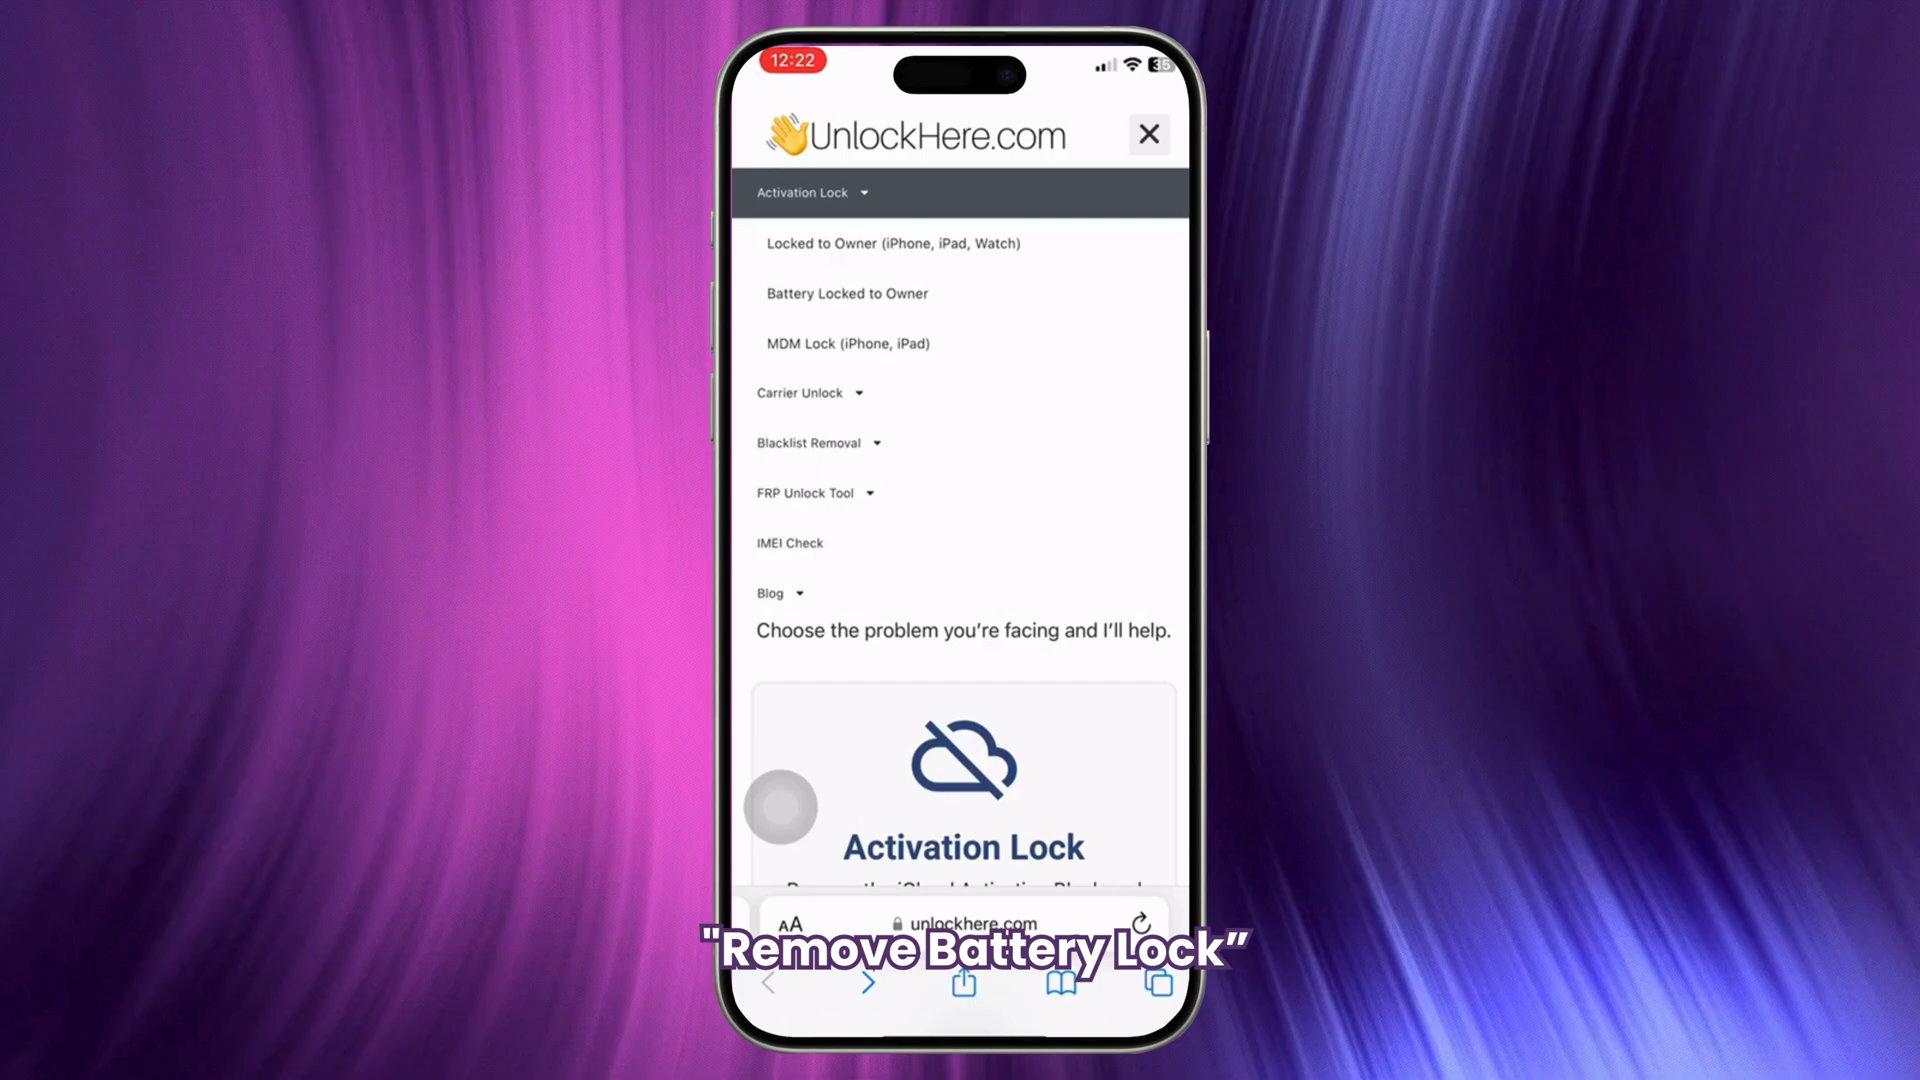 12:22
35
UnlockHere.com
Activation Lock
Locked to Owner (iPhone, iPad, Watch)
Battery Locked to Owner
MDM Lock (iPhone, iPad)
Carrier Unlock
Blacklist Removal
FRP Unlock Tool
IMEI Check
Blog
Choose the problem you're facing and I'll help.
Activation Lock
AA
unlockhere.com
"Remove Battery Lock”